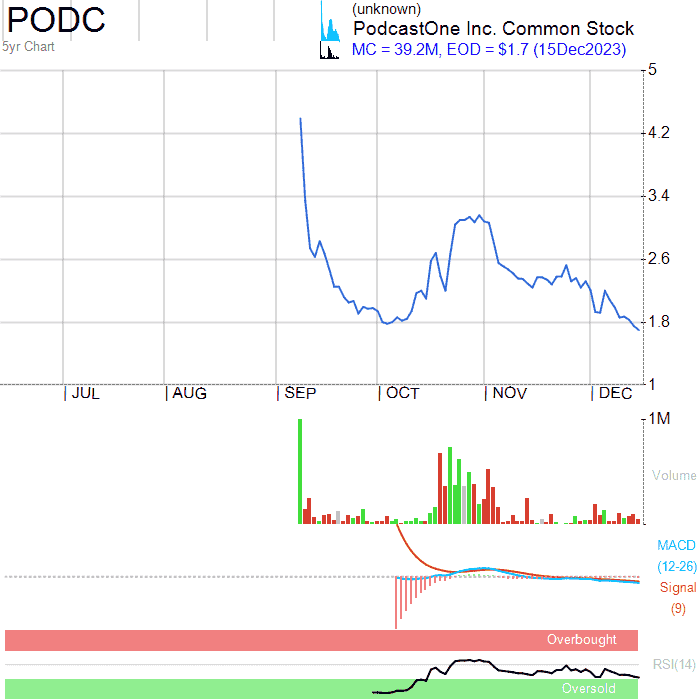 PODC
5yr Chart
(unknown)
PodcastOne Inc. Common Stock
MC = 39.2M, EOD = $1.7 (15Dec2023)
5
4.2
3.4
2.6
1.8
1
JUL AUG SEP OCT NOV DEC
1M
Volume
MACD
(12-26)
Signal
(9)
Overbought
RSI(14)
Oversold